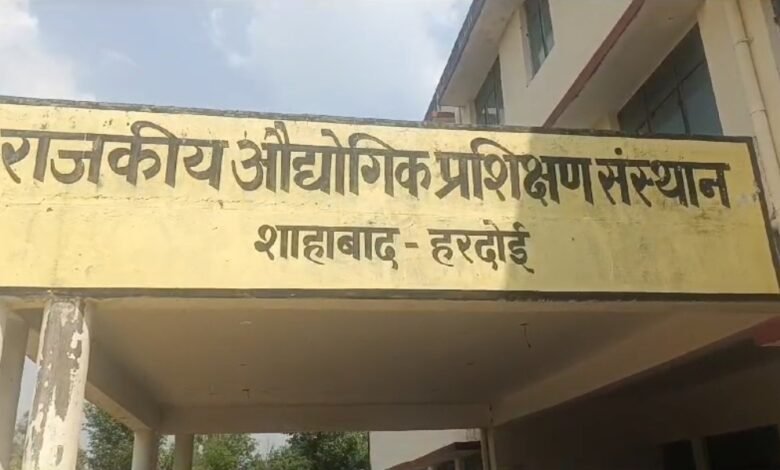 राजकीय औद्योगिक प्रशिक्षण संस्थान
शाहाबाद - हरदोई